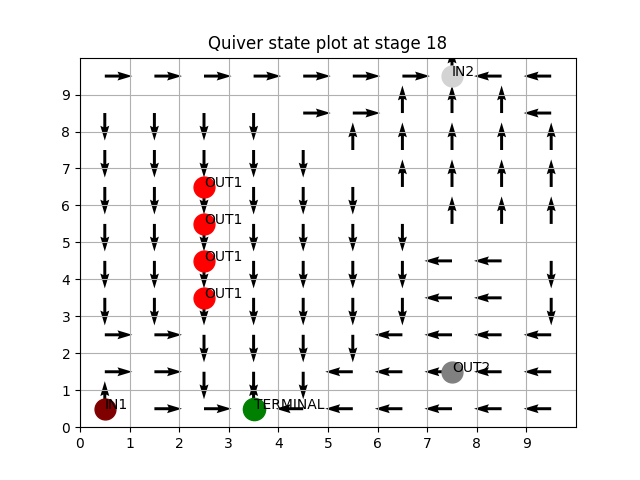 Quiver state plot at stage 18
IN2
9
8
7
OUT1
6
OUT1
5
OUT1
4
OUT1
3
2
OUT2
1
IN1 TERMINAL
0
0 1 2 3 4 5 6 7 8 9